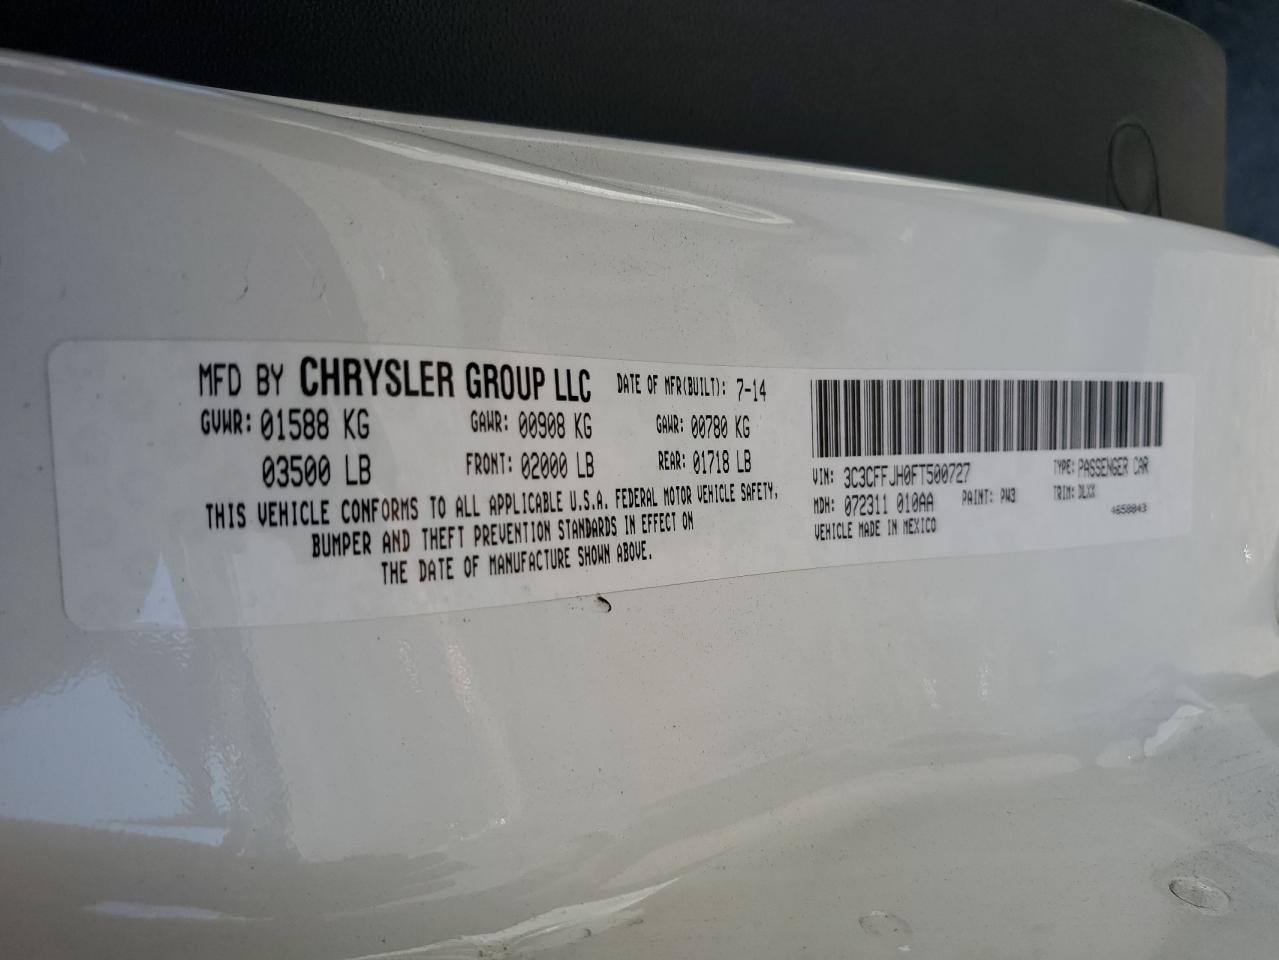 MFD BY CHRYSLER GROUP LLC DATE OF MFR(BUILT): 7-14
GVWR: 01588 KG GAWR: 00908 KG GAWR: 00780 KG
03500 LB FRONT: 02000 LB REAR: 01718 LB
THIS VEHICLE CONFORMS TO ALL APPLICABLE U.S.A. FEDERAL MOTOR VEHICLE SAFETY,
BUMPER AND THEFT PREVENTION STANDARDS IN EFFECT ON
THE DATE OF MANUFACTURE SHOWN ABOVE.
VIN: 3C3CFFJH0FT500727 TYPE: PASSENGER CAR
MDH: 072311 010AA PAINT: PW3 TRIM: DLXX
VEHICLE MADE IN MEXICO